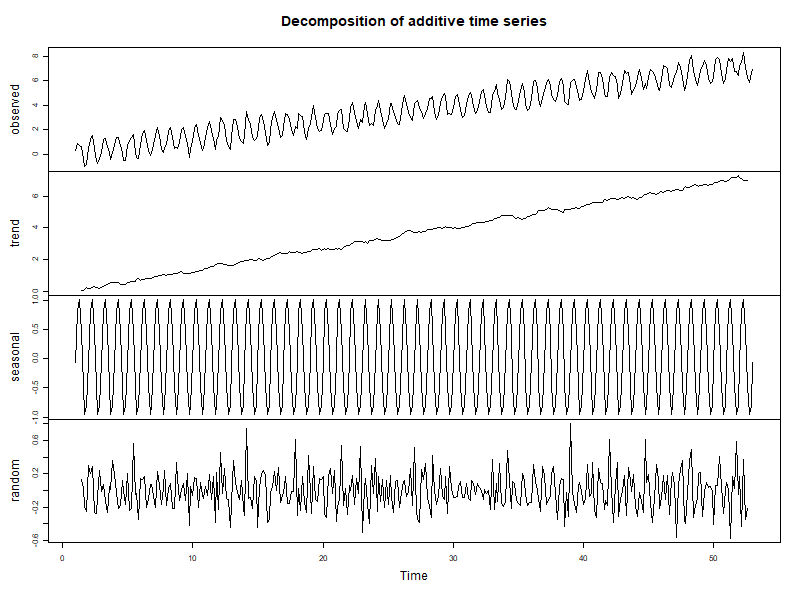 Decomposition of additive time series
observed
0 2 4 6 8
trend
0.0 2 4 6
seasonal
-1.0 -0.5 0.0 0.5 1.0
random
-0.6 -0.2 0.2 0.6
0 10 20 30 40 50
Time